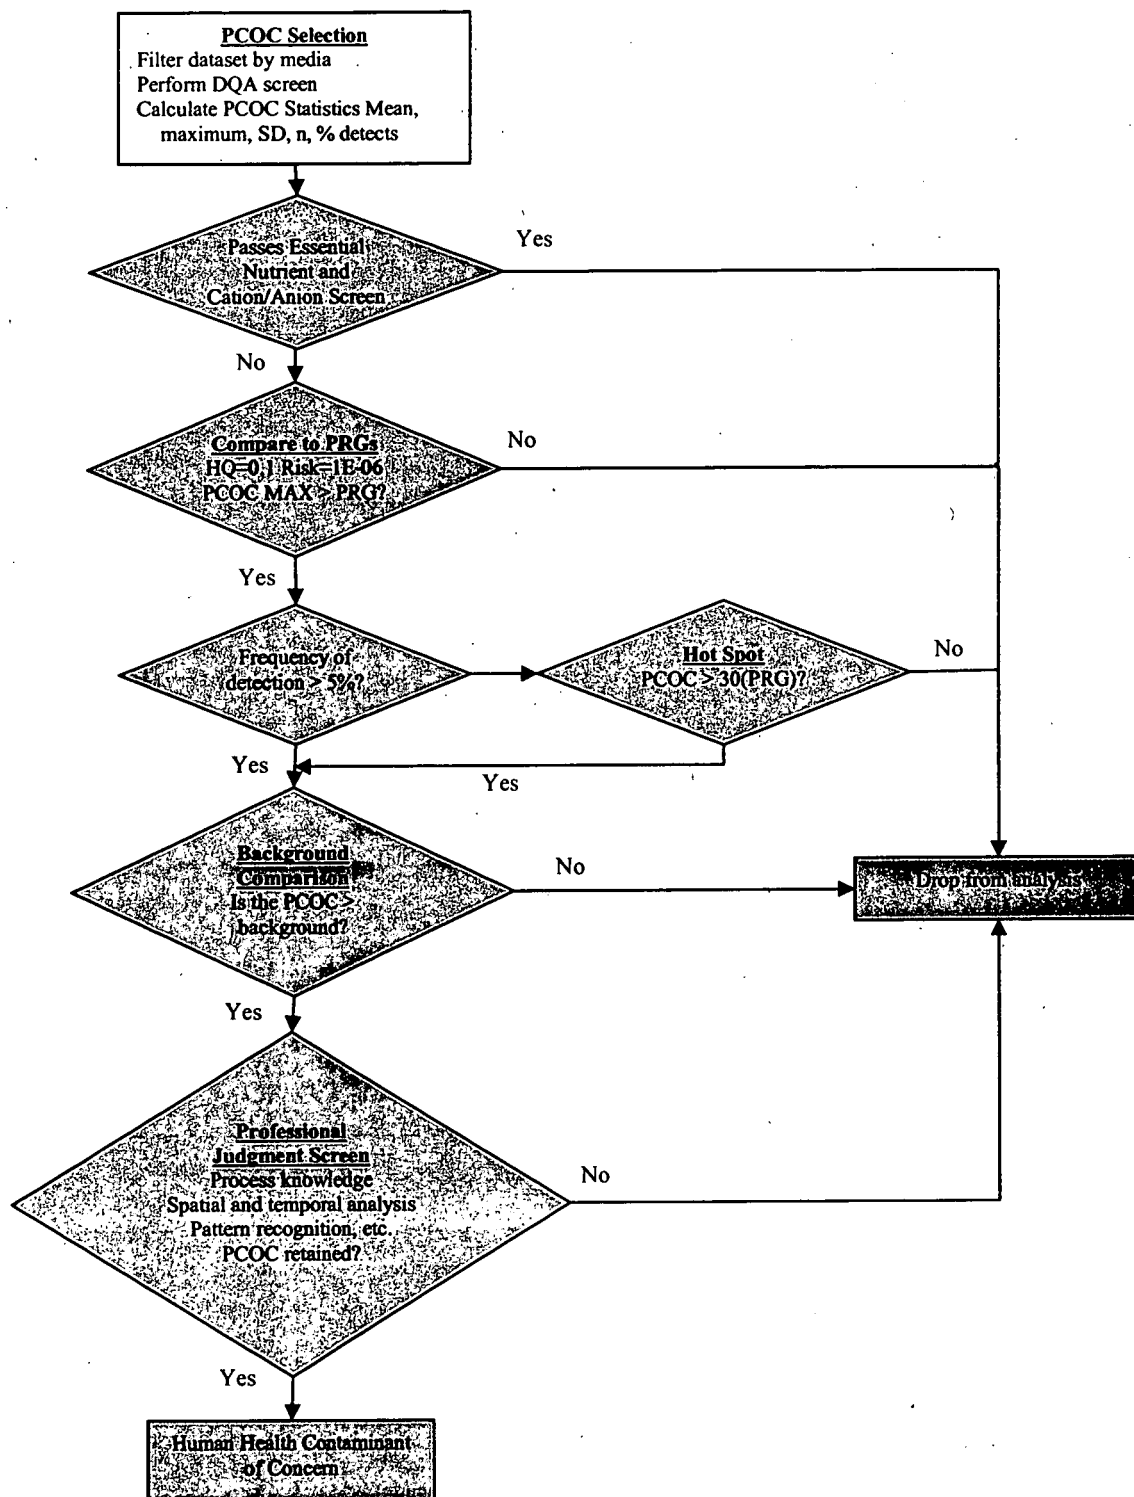 PCOC Selection
Filter dataset by media
Perform DQA screen
Calculate PCOC Statistics Mean,
maximum, SD, n, % detects
Passes Essential
Nutrient and
Cation/Anion Screen
Yes
No
Compare to PRGs
HQ=0.1 Risk=1E-06
PCOC MAX > PRG?
No
Yes
Frequency of
detection > 5%?
Hot Spot
PCOC > 30(PRG)?
No
Yes
Yes
Background
Comparison
Is the PCOC >
background?
No
Drop from analysis
Yes
Professional
Judgment Screen
Process knowledge
Spatial and temporal analysis
Pattern recognition, etc.
PCOC retained?
No
Yes
Human Health Contaminant
of Concern